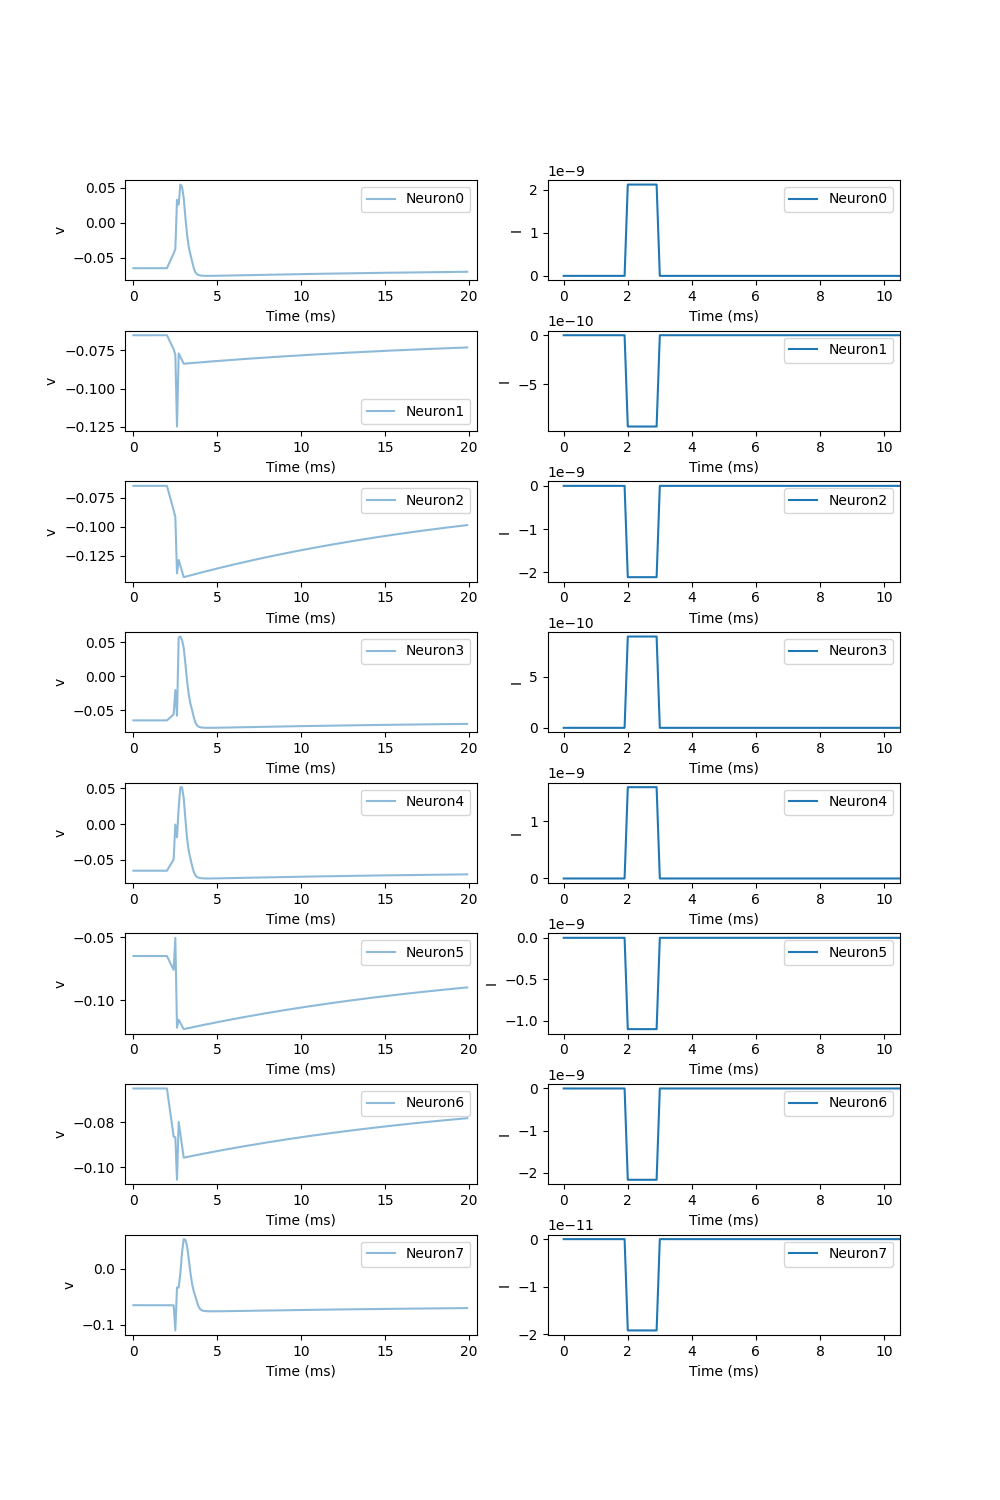 1e−9
0.05
0.00
−0.05
v
Neuron0
0 5 10 15 20
Time (ms)
2
1
0
I
Neuron0
0 2 4 6 8 10
Time (ms)
1e−10
−0.075
−0.100
−0.125
v
Neuron1
0 5 10 15 20
Time (ms)
0
−5
I
Neuron1
0 2 4 6 8 10
Time (ms)
1e−9
−0.075
−0.100
−0.125
v
Neuron2
0 5 10 15 20
Time (ms)
0
−1
−2
I
Neuron2
0 2 4 6 8 10
Time (ms)
1e−10
0.05
0.00
−0.05
v
Neuron3
0 5 10 15 20
Time (ms)
5
0
I
Neuron3
0 2 4 6 8 10
Time (ms)
1e−9
0.05
0.00
−0.05
v
Neuron4
0 5 10 15 20
Time (ms)
1
0
I
Neuron4
0 2 4 6 8 10
Time (ms)
1e−9
−0.05
−0.10
v
Neuron5
0 5 10 15 20
Time (ms)
0.0
−0.5
−1.0
I
Neuron5
0 2 4 6 8 10
Time (ms)
1e−9
−0.08
−0.10
v
Neuron6
0 5 10 15 20
Time (ms)
0
−1
−2
I
Neuron6
0 2 4 6 8 10
Time (ms)
1e−11
0.0
−0.1
v
Neuron7
0 5 10 15 20
Time (ms)
0
−1
−2
I
Neuron7
0 2 4 6 8 10
Time (ms)